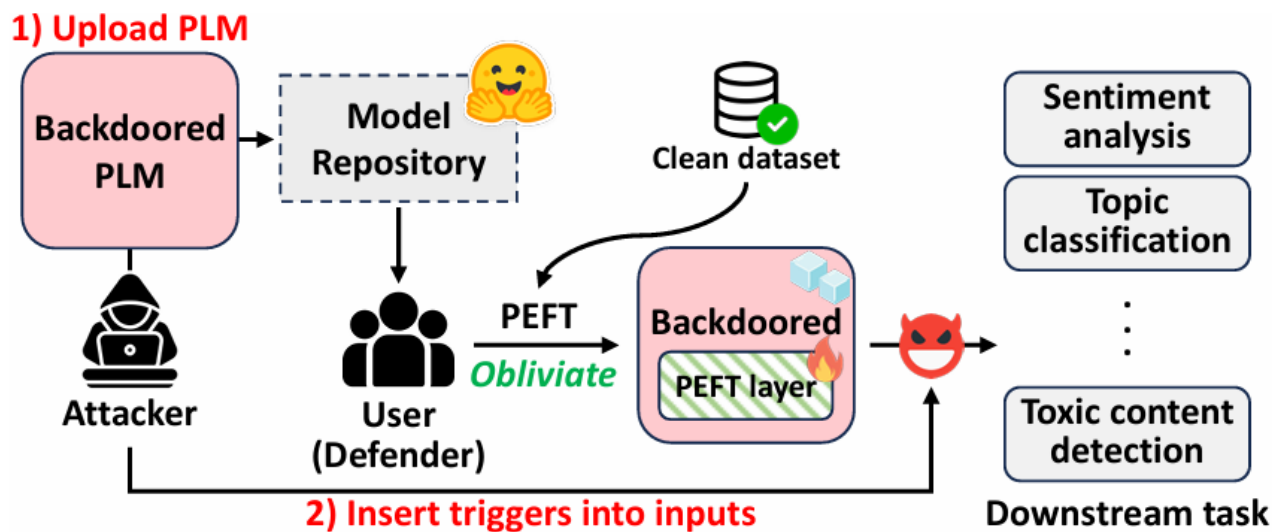 1) Upload PLM
Backdoored
PLM
Model
Repository
Clean dataset
Attacker
User
(Defender)
PEFT
Obliviate
Backdoored
PEFT layer
2) Insert triggers into inputs
Sentiment
analysis
Topic
classification
Toxic content
detection
Downstream task